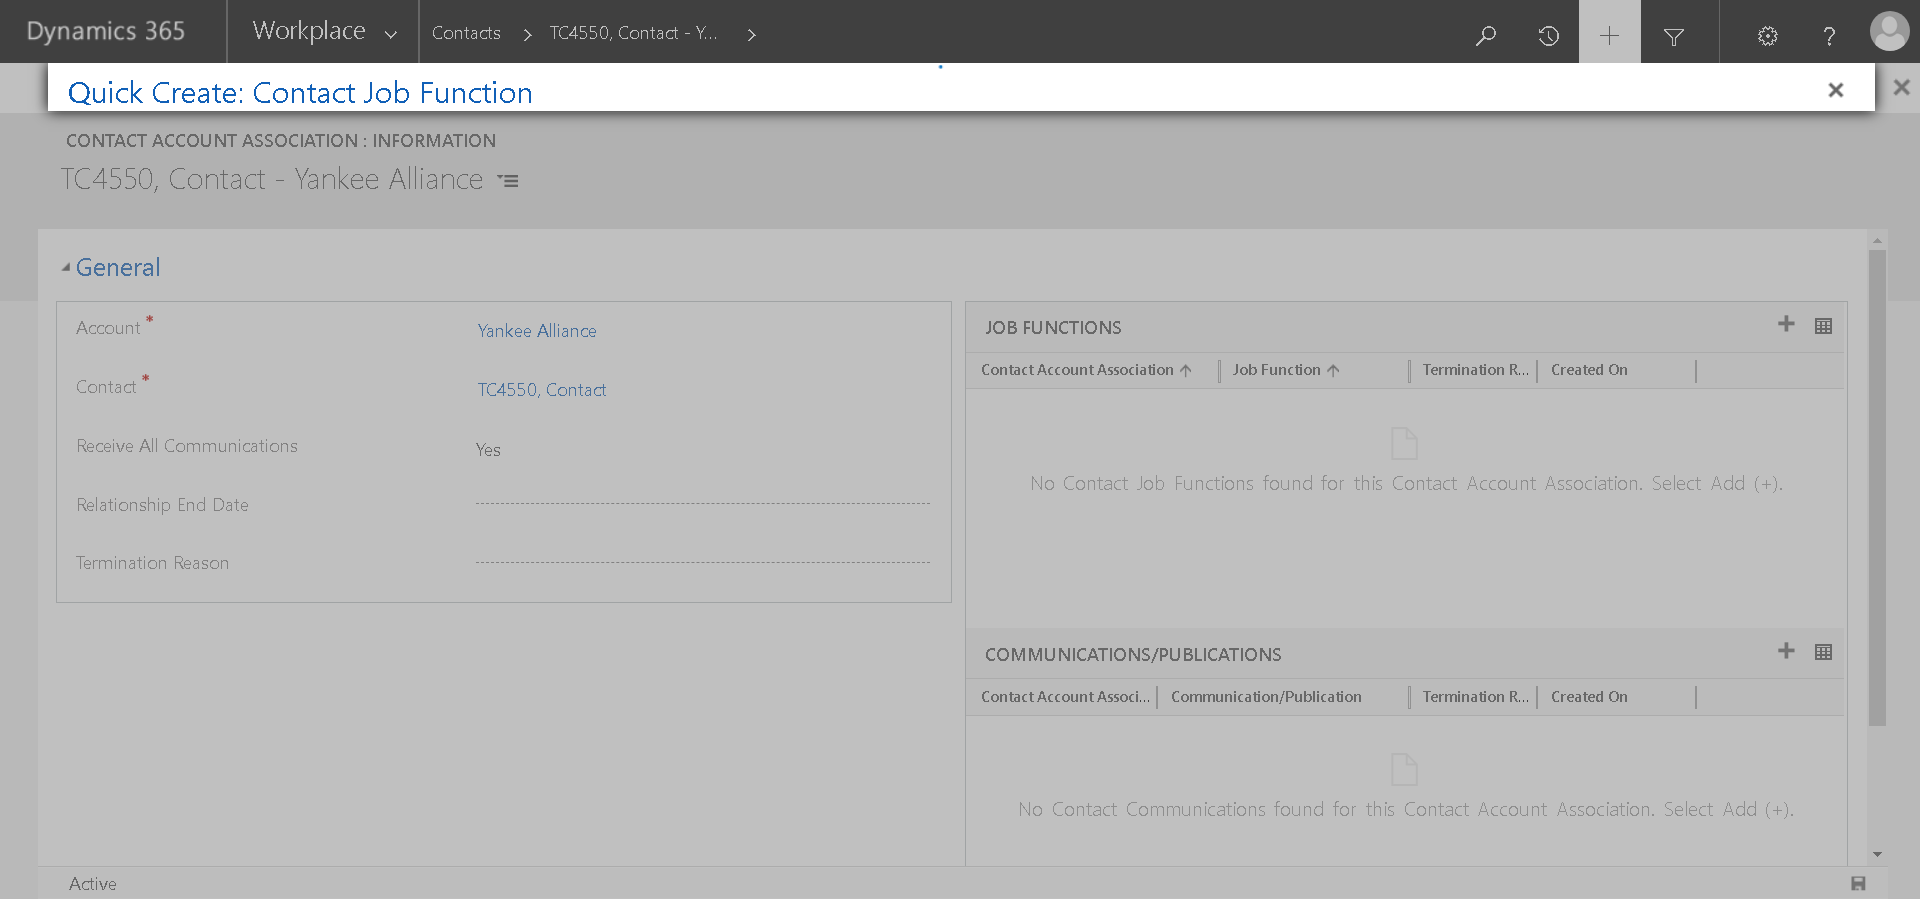 Dynamics 365
Workplace
Contacts
TC4550, Contact - Y...
?
Quick Create: Contact Job Function
CONTACT ACCOUNT ASSOCIATION : INFORMATION
TC4550, Contact - Yankee Alliance
General
Account *
Yankee Alliance
Contact *
TC4550, Contact
Receive All Communications
Yes
Relationship End Date
Termination Reason
JOB FUNCTIONS
Contact Account Association
Job Function
Termination R...
Created On
No Contact Job Functions found for this Contact Account Association. Select Add (+).
COMMUNICATIONS/PUBLICATIONS
Contact Account Associ...
Communication/Publication
Termination R...
Created On
No Contact Communications found for this Contact Account Association. Select Add (+).
Active